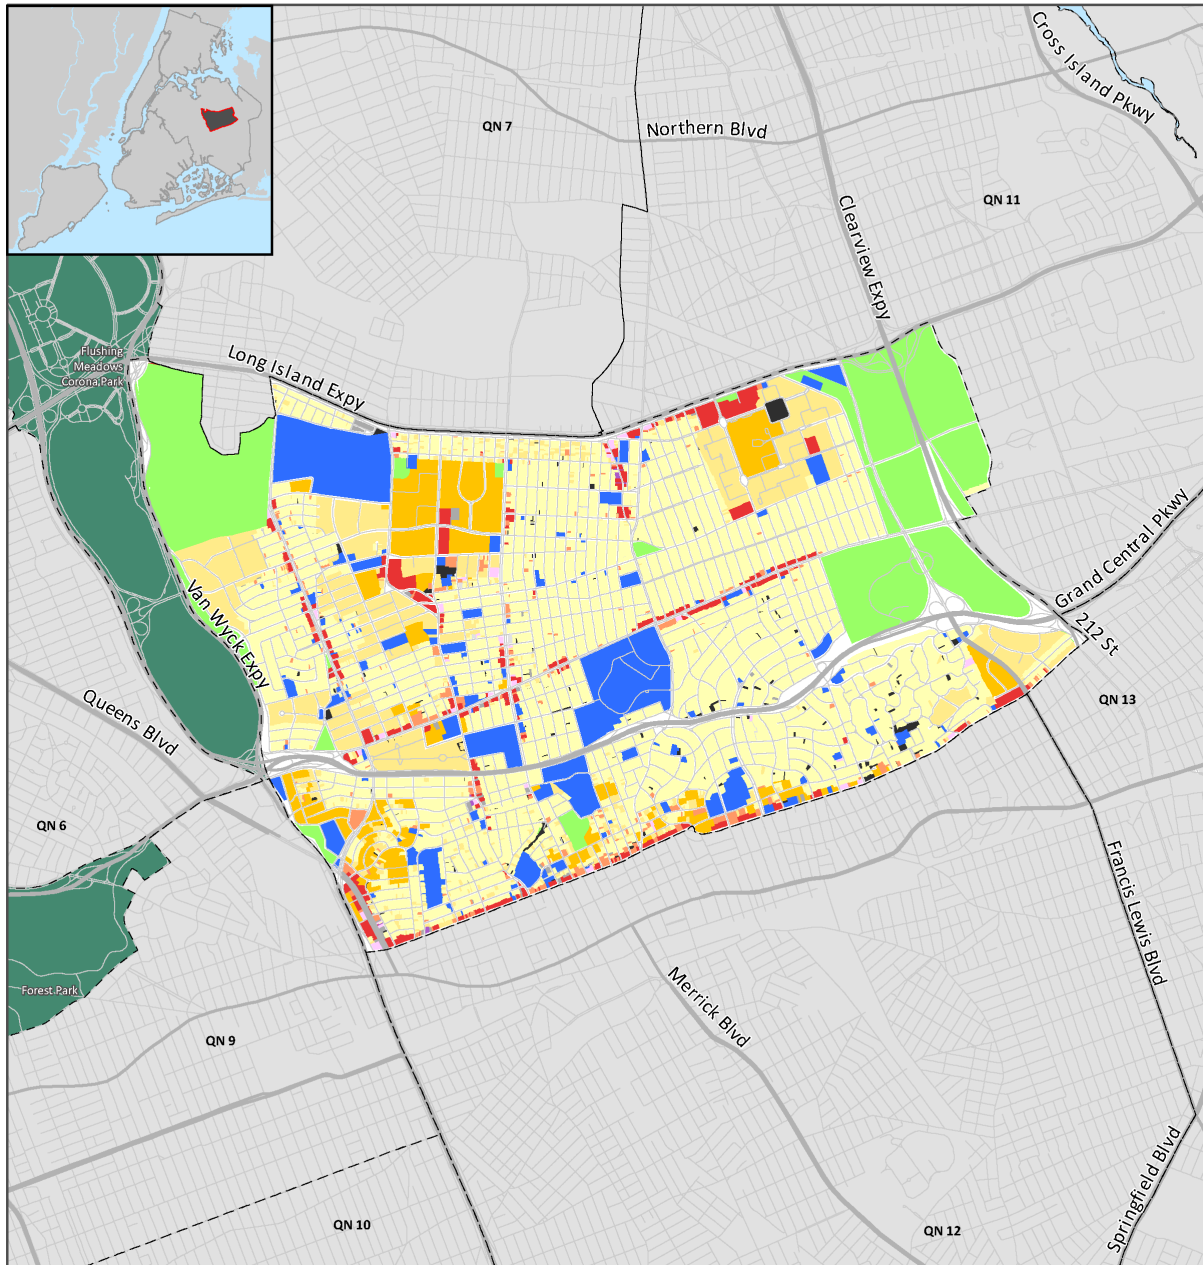 Cross Island Pkwy
QN 7
Northern Blvd
QN 11
Clearview Expy
Flushing
Meadows
Corona Park
Long Island Expy
Grand Central Pkwy
Van Wyck Expy
212 St
Queens Blvd
QN 13
QN 6
Francis Lewis Blvd
Forest Park
Merrick Blvd
QN 9
Springfield Blvd
QN 10
QN 12